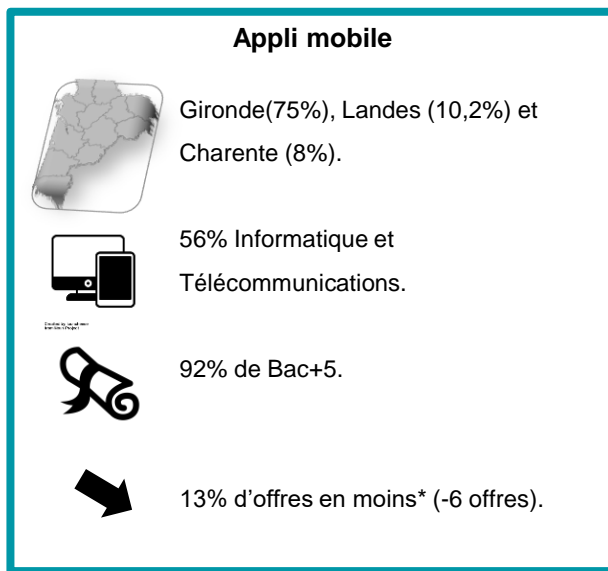 Appli mobile
Gironde(75%), Landes (10,2%) et
Charente (8%).
56% Informatique et
Télécommunications.
92% de Bac+5.
13% d’offres en moins* (-6 offres).